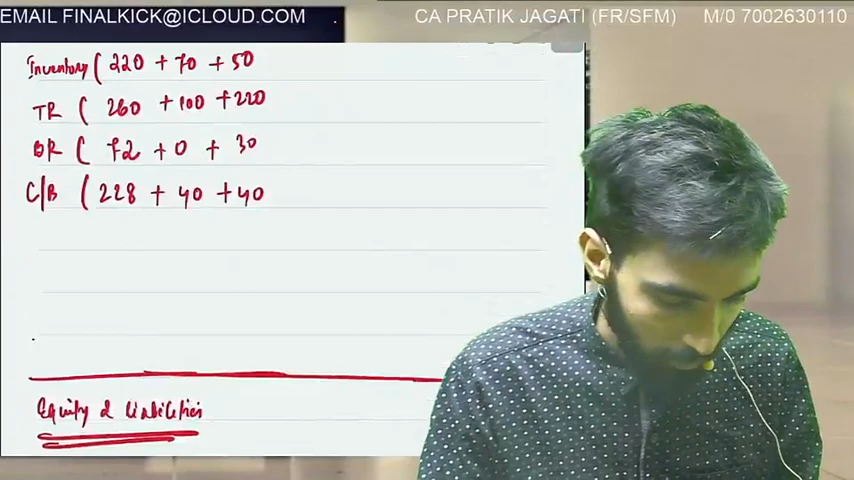 EMAIL FINALKICK@ICLOUD.COM . CA PRATIK JAGATI (FR/SFM) M/0 7002630110
Inventory ( 220 + 70 + 50
TR ( 260 + 100 + 220
BR ( 72 + 0 + 30
C/B ( 228 + 40 + 40
Equity & Liabilities